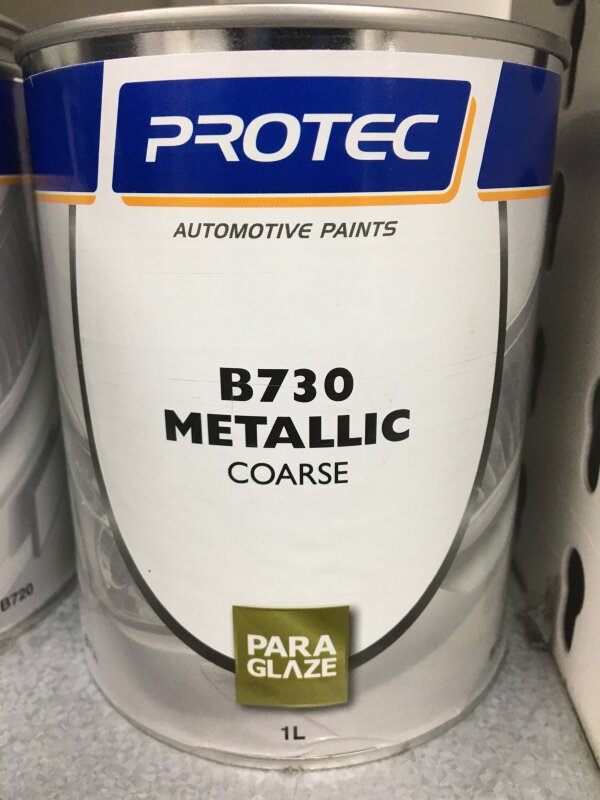 PROTEC
AUTOMOTIVE PAINTS
B730
METALLIC
COARSE
PARA
GLAZE
1L
B720